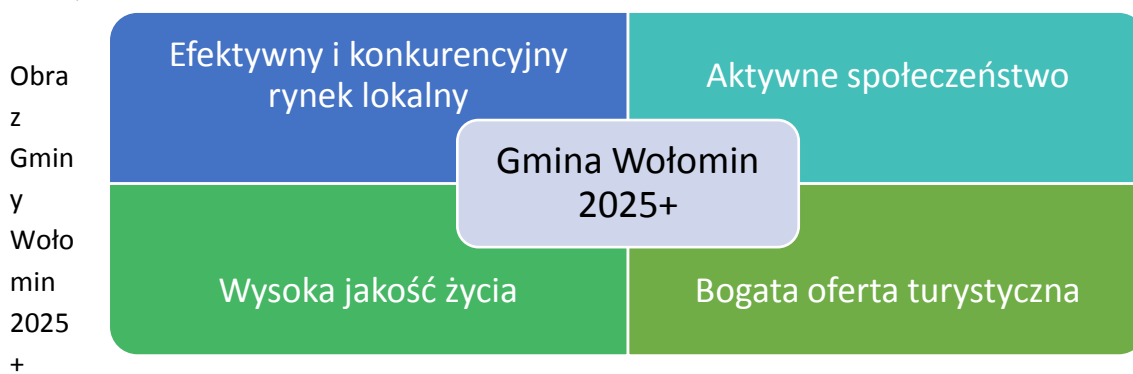 Obra
z
Gmin
y
Woło
min
2025
+
Efektywny i konkurencyjny
rynek lokalny
Aktywne społeczeństwo
Gmina Wołomin
2025+
Wysoka jakość życia
Bogata oferta turystyczna